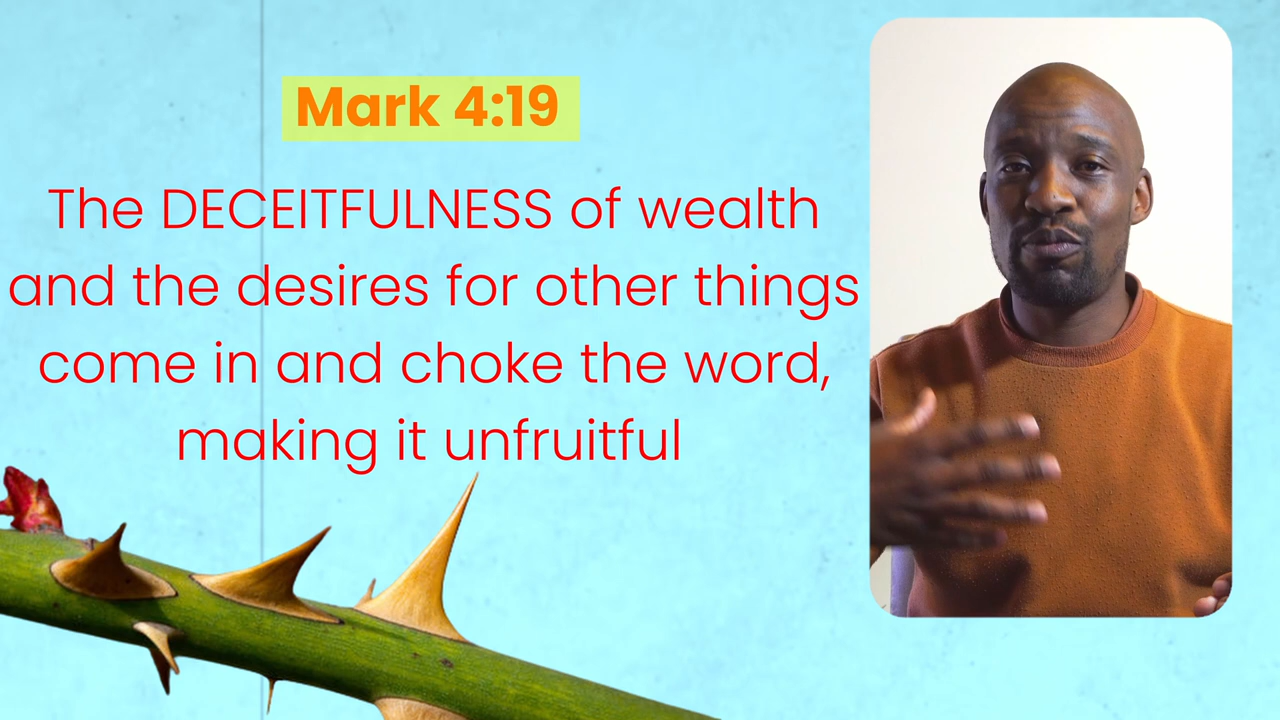 Mark 4:19
The DECEITFULNESS of wealth
and the desires for other things
come in and choke the word,
making it unfruitful